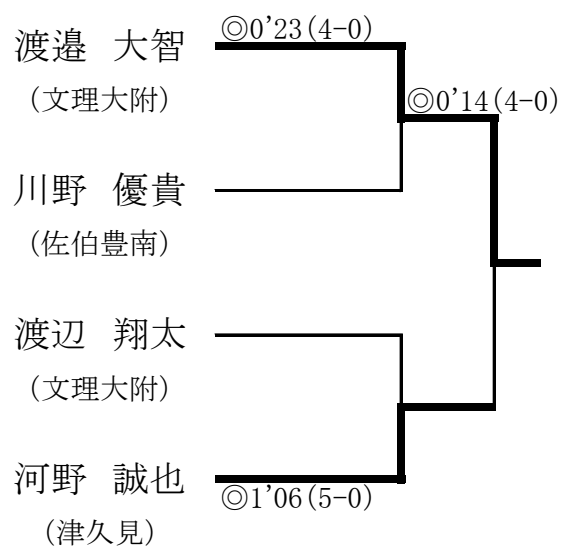 渡邉 大智
◎0'23(4-0)
(文理大附)
◎0'14(4-0)
川野 優貴
(佐伯豊南)
渡辺 翔太
(文理大附)
河野 誠也
◎1'06(5-0)
(津久見)